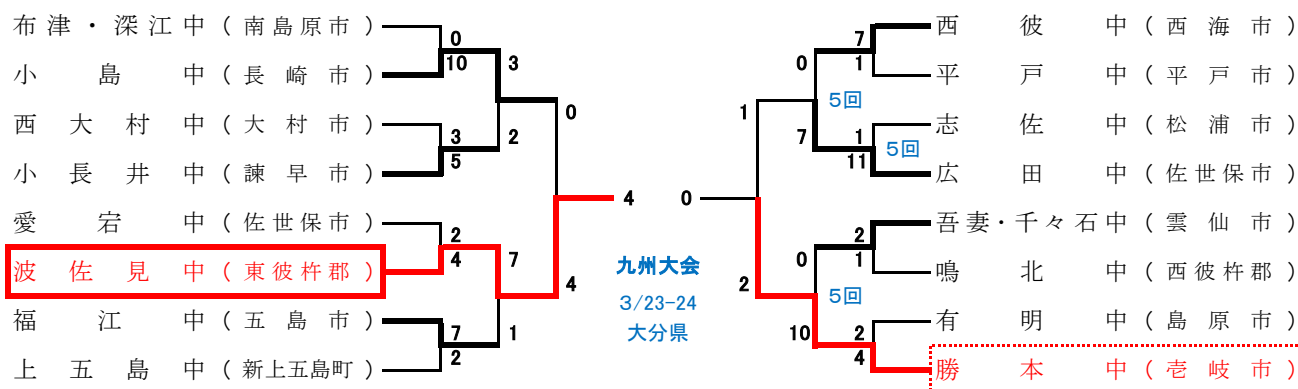 布津・深江中(南島原市)
0
10
小島中(長崎市)
3
西大村中(大村市)
3
5
小長井中(諫早市)
2
0
愛宕中(佐世保市)
2
4
波佐見中(東彼杵郡)
7
福江中(五島市)
7
2
上五島中(新上五島町)
1
4
4
0
九州大会
3/23-24
大分県
西彼中(西海市)
7
1
平戸中(平戸市)
0
5回
志佐中(松浦市)
1
11
5回
広田中(佐世保市)
7
1
吾妻・千々石中(雲仙市)
2
1
鳴北中(西彼杵郡)
0
5回
有明中(島原市)
2
4
勝本中(壱岐市)
10
2